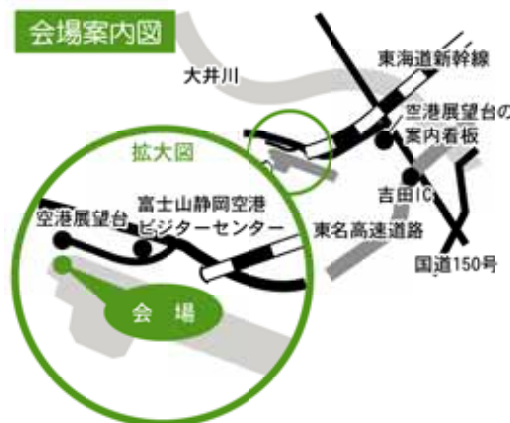 会場案内図
東海道新幹線
大井川
空港展望台の
案内看板
拡大図
吉田IC
富士山静岡空港
ビジターセンター
空港展望台
東名高速道路
国道150号
会場